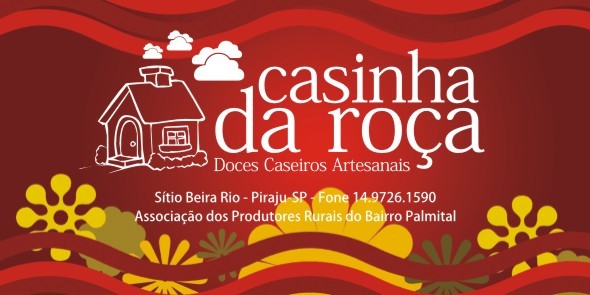 casinha
da roça
Doces Caseiros Artesanais
Sítio Beira Rio - Piraju-SP - Fone 14.9726.1590
Associação dos Produtores Rurais do Bairro Palmital